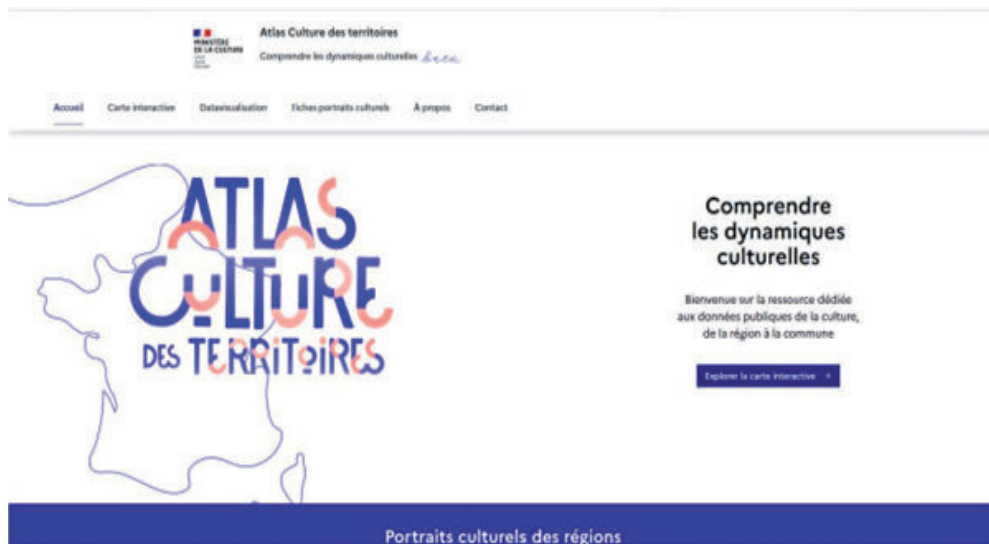 MINISTÈRE
DE LA CULTURE
Atlas Culture des territoires
Comprendre les dynamiques culturelles
Accueil Carte interactive Datavisualisation Fiches portraits culturels À propos Contact
ATLAS
CULTURE
DES TERRITOIRES
Comprendre
les dynamiques
culturelles
Bienvenue sur la ressource dédiée
aux données publiques de la culture,
de la région à la commune
Explorer la carte interactive
Portraits culturels des régions